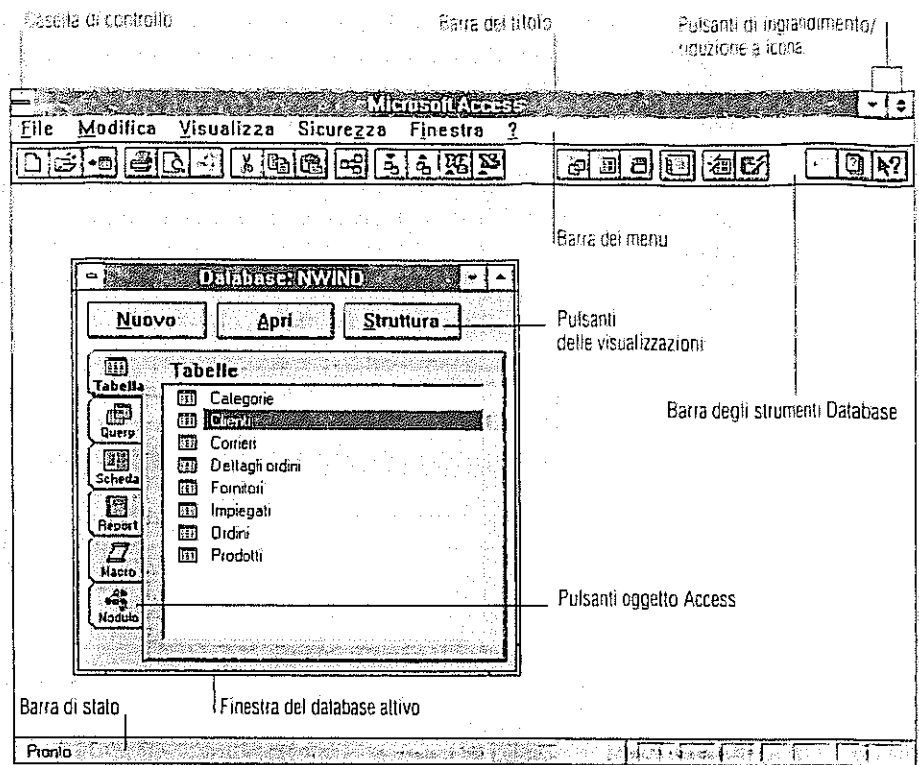 Casella di controllo
Barra del titolo
Pulsanti di ingrandimento/
riduzione a icona
Microsoft Access
File Modifica Visualizza Sicurezza Finestra ?
Barra dei menu
Database: NWIND
Nuovo Apri Struttura
Pulsanti
delle visualizzazioni
Tabella
Tabelle
Categorie
Query
Clienti
Corrieri
Scheda
Dettagli ordini
Fornitori
Report
Impiegati
Ordini
Macro
Prodotti
Modulo
Barra degli strumenti Database
Pulsanti oggetto Access
Barra di stato
Finestra del database attivo
Pronto